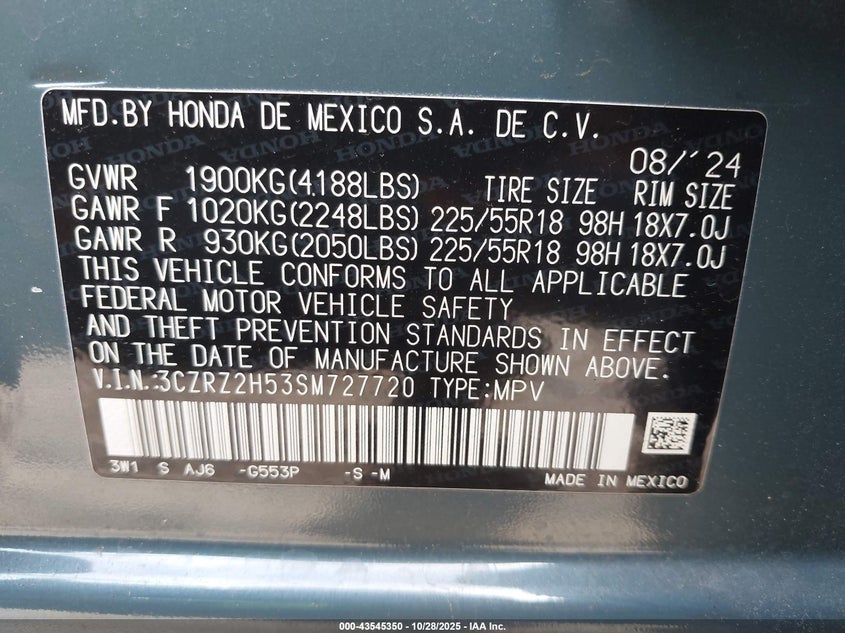 MFD.BY HONDA DE MEXICO S.A. DE C.V.
08/'24
GVWR 1900KG(4188LBS) TIRE SIZE RIM SIZE
GAWR F 1020KG(2248LBS) 225/55R18 98H 18X7.0J
GAWR R 930KG(2050LBS) 225/55R18 98H 18X7.0J
THIS VEHICLE CONFORMS TO ALL APPLICABLE
FEDERAL MOTOR VEHICLE SAFETY
AND THEFT PREVENTION STANDARDS IN EFFECT
ON THE DATE OF MANUFACTURE SHOWN ABOVE.
V.I.N.:3CZRZ2H53SM727720 TYPE:MPV
3W1 S AJ6 -G553P -S -M
MADE IN MEXICO
000-43545350 | 10/28/2025 | IAA Inc.